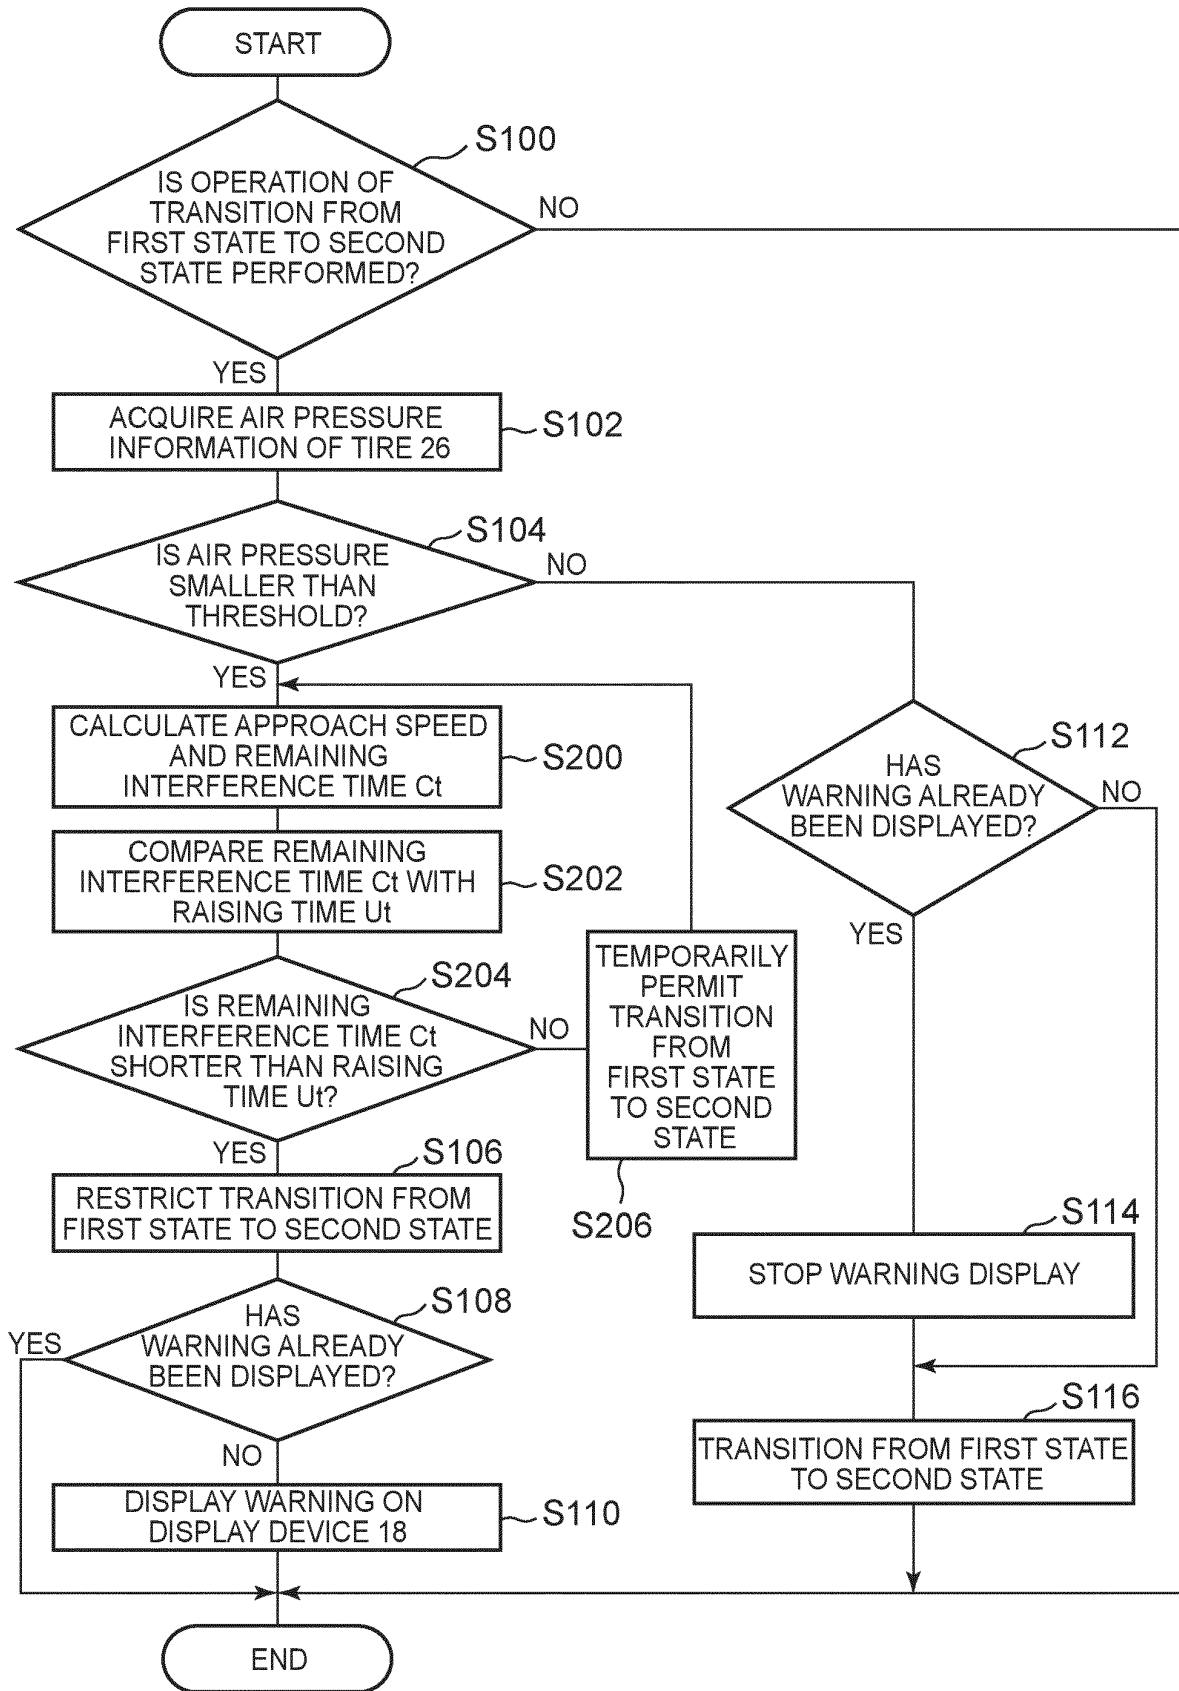 START
S100
IS OPERATION OF
TRANSITION FROM
FIRST STATE TO SECOND
STATE PERFORMED?
NO
YES
ACQUIRE AIR PRESSURE
INFORMATION OF TIRE 26
S102
S104
IS AIR PRESSURE
SMALLER THAN
THRESHOLD?
NO
YES
CALCULATE APPROACH SPEED
AND REMAINING
INTERFERENCE TIME Ct
S200
COMPARE REMAINING
INTERFERENCE TIME Ct WITH
RAISING TIME Ut
S202
S204
IS REMAINING
INTERFERENCE TIME Ct
SHORTER THAN RAISING
TIME Ut?
NO
YES
TEMPORARILY
PERMIT
TRANSITION
FROM
FIRST STATE
TO SECOND
STATE
S206
S106
RESTRICT TRANSITION FROM
FIRST STATE TO SECOND STATE
S108
HAS
WARNING ALREADY
BEEN DISPLAYED?
YES
NO
DISPLAY WARNING ON
DISPLAY DEVICE 18
S110
S112
HAS
WARNING ALREADY
BEEN DISPLAYED?
NO
YES
S114
STOP WARNING DISPLAY
S116
TRANSITION FROM FIRST STATE
TO SECOND STATE
END